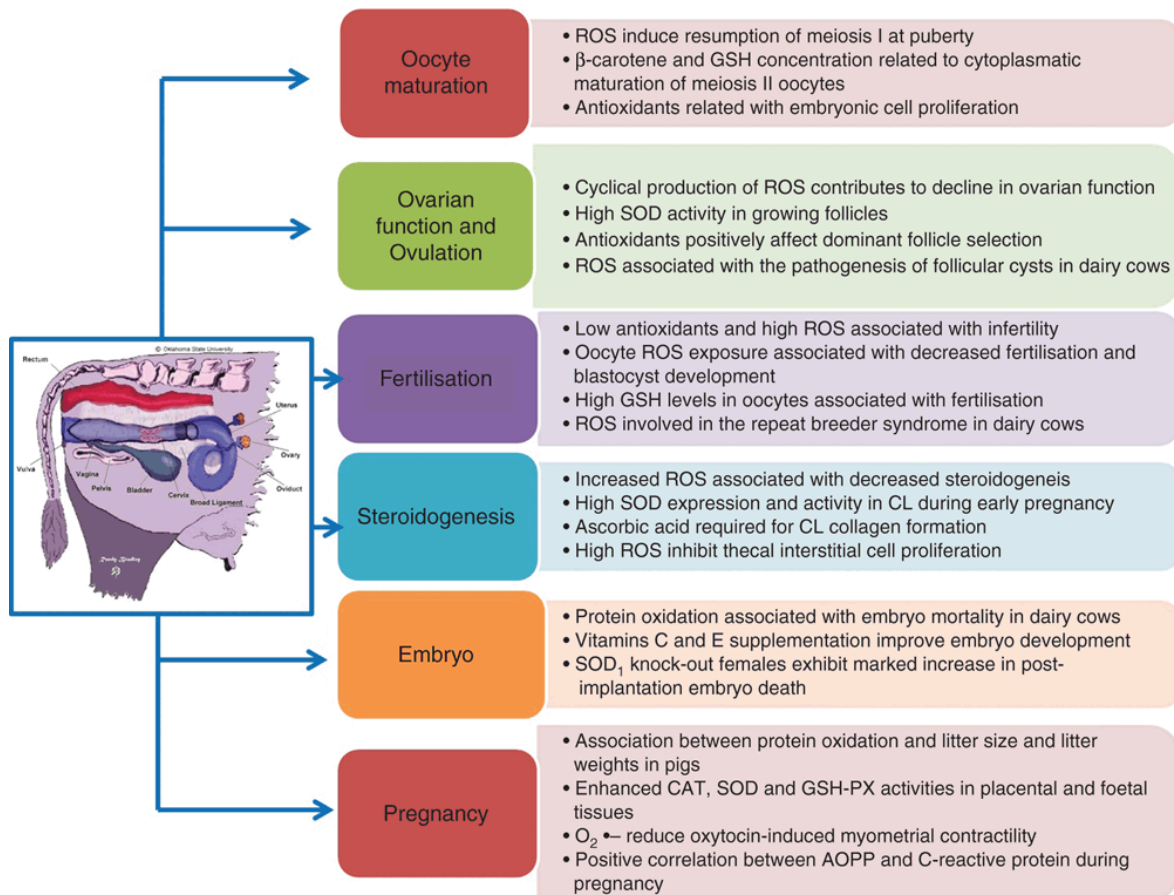 Oocyte
maturation
• ROS induce resumption of meiosis I at puberty
• β-carotene and GSH concentration related to cytoplasmatic
maturation of meiosis II oocytes
• Antioxidants related with embryonic cell proliferation
Ovarian
function and
Ovulation
• Cyclical production of ROS contributes to decline in ovarian function
• High SOD activity in growing follicles
• Antioxidants positively affect dominant follicle selection
• ROS associated with the pathogenesis of follicular cysts in dairy cows
© Oklahoma State University
Rectum
Uterus
Ovary
Oviduct
Vulva
Vagina
Pelvis
Bladder
Cervix
Broad Ligament
Fertilisation
• Low antioxidants and high ROS associated with infertility
• Oocyte ROS exposure associated with decreased fertilisation and
blastocyst development
• High GSH levels in oocytes associated with fertilisation
• ROS involved in the repeat breeder syndrome in dairy cows
Steroidogenesis
• Increased ROS associated with decreased steroidogeneis
• High SOD expression and activity in CL during early pregnancy
• Ascorbic acid required for CL collagen formation
• High ROS inhibit thecal interstitial cell proliferation
Embryo
• Protein oxidation associated with embryo mortality in dairy cows
• Vitamins C and E supplementation improve embryo development
• SOD₁ knock-out females exhibit marked increase in post-
implantation embryo death
Pregnancy
• Association between protein oxidation and litter size and litter
weights in pigs
• Enhanced CAT, SOD and GSH-PX activities in placental and foetal
tissues
• O₂ •– reduce oxytocin-induced myometrial contractility
• Positive correlation between AOPP and C-reactive protein during
pregnancy